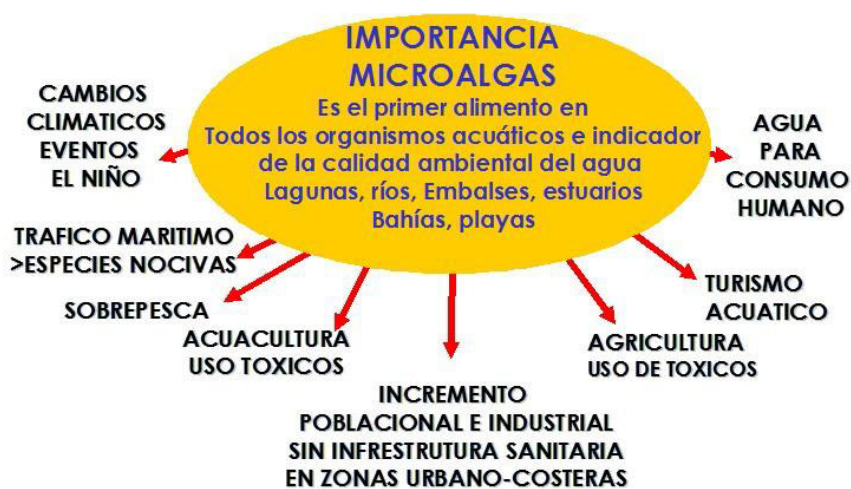 IMPORTANCIA
MICROALGAS
Es el primer alimento en
Todos los organismos acuáticos e indicador
de la calidad ambiental del agua
Lagunas, ríos, Embalses, estuarios
Bahías, playas
CAMBIOS
CLIMATICOS
EVENTOS
EL NIÑO
TRAFICO MARITIMO
>ESPECIES NOCIVAS
SOBREPESCA
ACUACULTURA
USO TOXICOS
INCREMENTO
POBLACIONAL E INDUSTRIAL
SIN INFRESTRUTURA SANITARIA
EN ZONAS URBANO-COSTERAS
AGRICULTURA
USO DE TOXICOS
TURISMO
ACUATICO
AGUA
PARA
CONSUMO
HUMANO